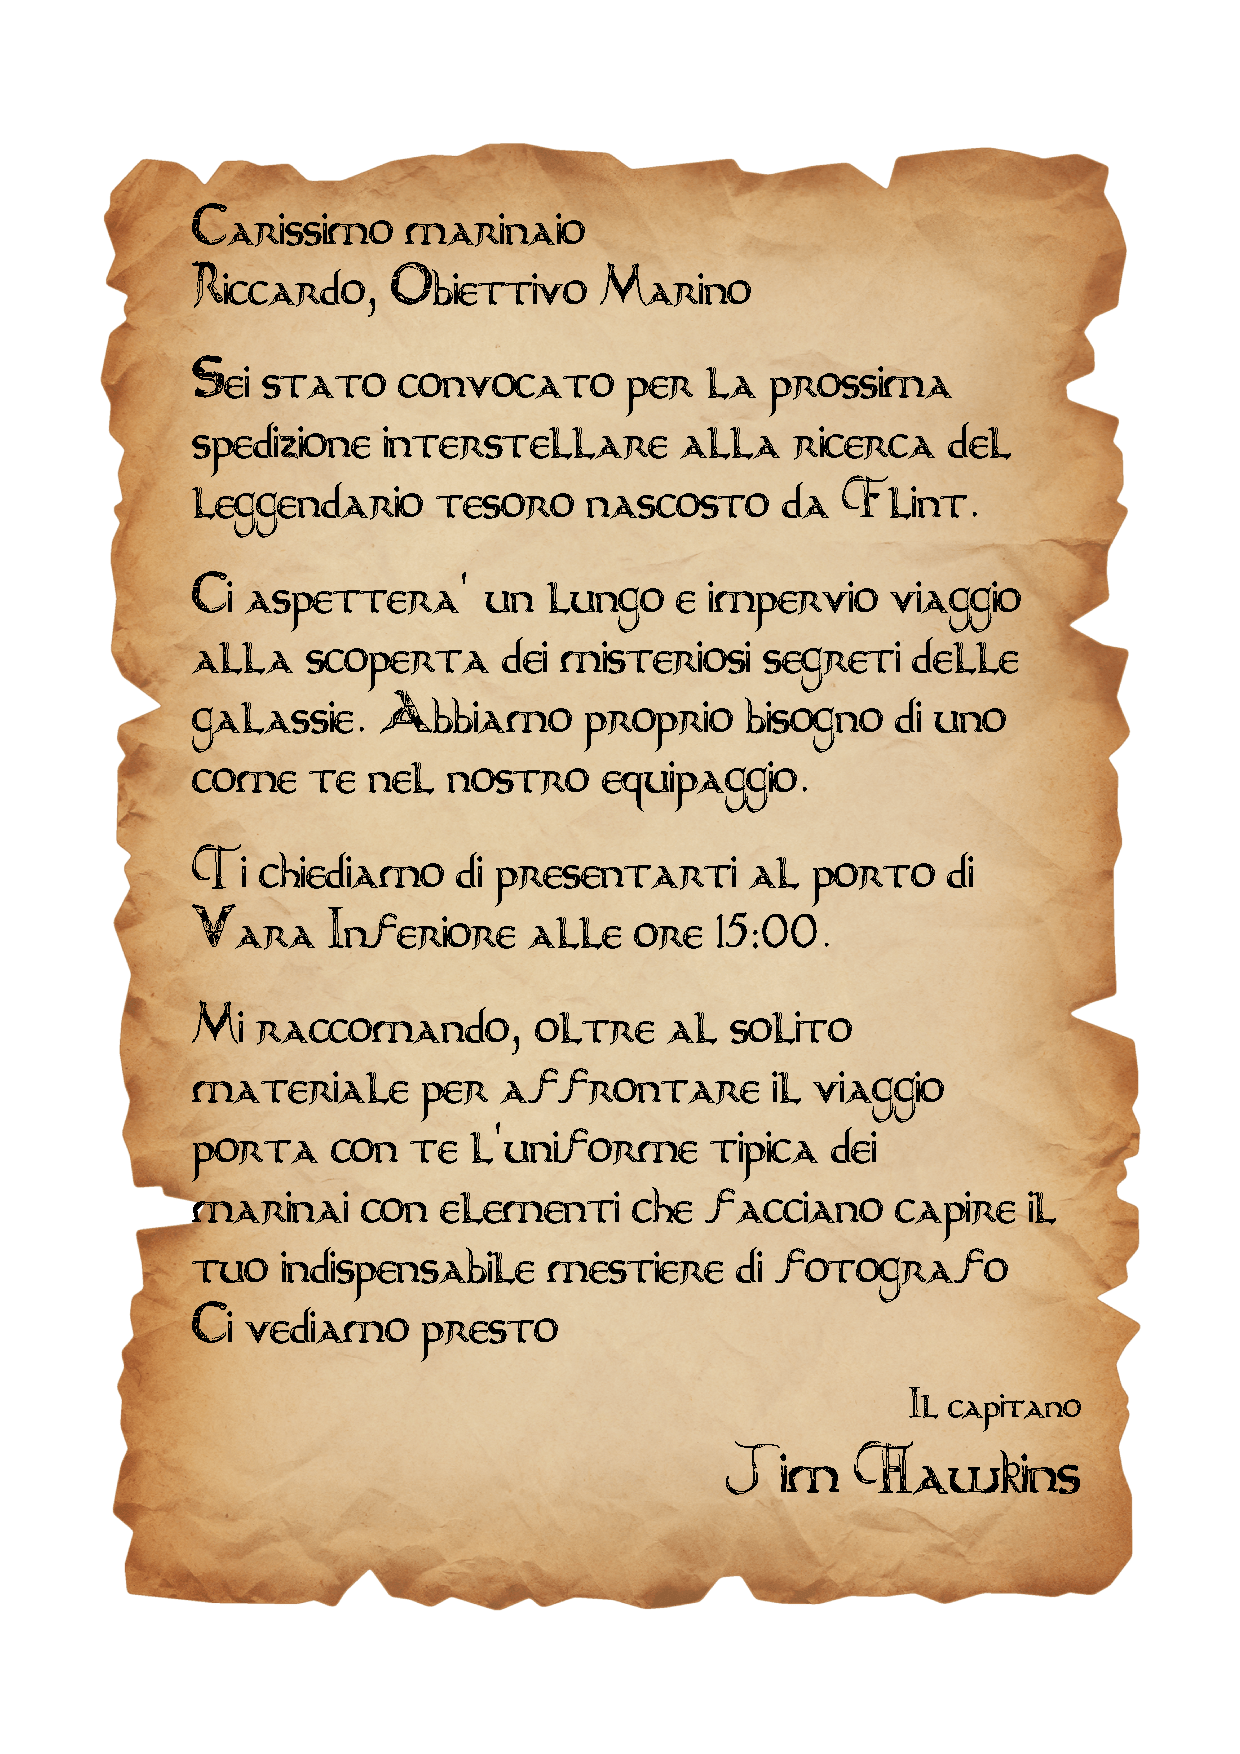 Carissimo marinaio
Riccardo, Obiettivo Marino
Sei stato convocato per la prossima
spedizione interstellare alla ricerca del
leggendario tesoro nascosto da Flint.
Ci aspettera' un lungo e impervio viaggio
alla scoperta dei misteriosi segreti delle
galassie. Abbiamo proprio bisogno di uno
come te nel nostro equipaggio.
Ti chiediamo di presentarti al porto di
Vara Inferiore alle ore 15:00.
Mi raccomando, oltre al solito
materiale per affrontare il viaggio
porta con te l'uniforme tipica dei
marinai con elementi che facciano capire il
tuo indispensabile mestiere di fotografo
Ci vediamo presto
Il capitano
Jim Hawkins